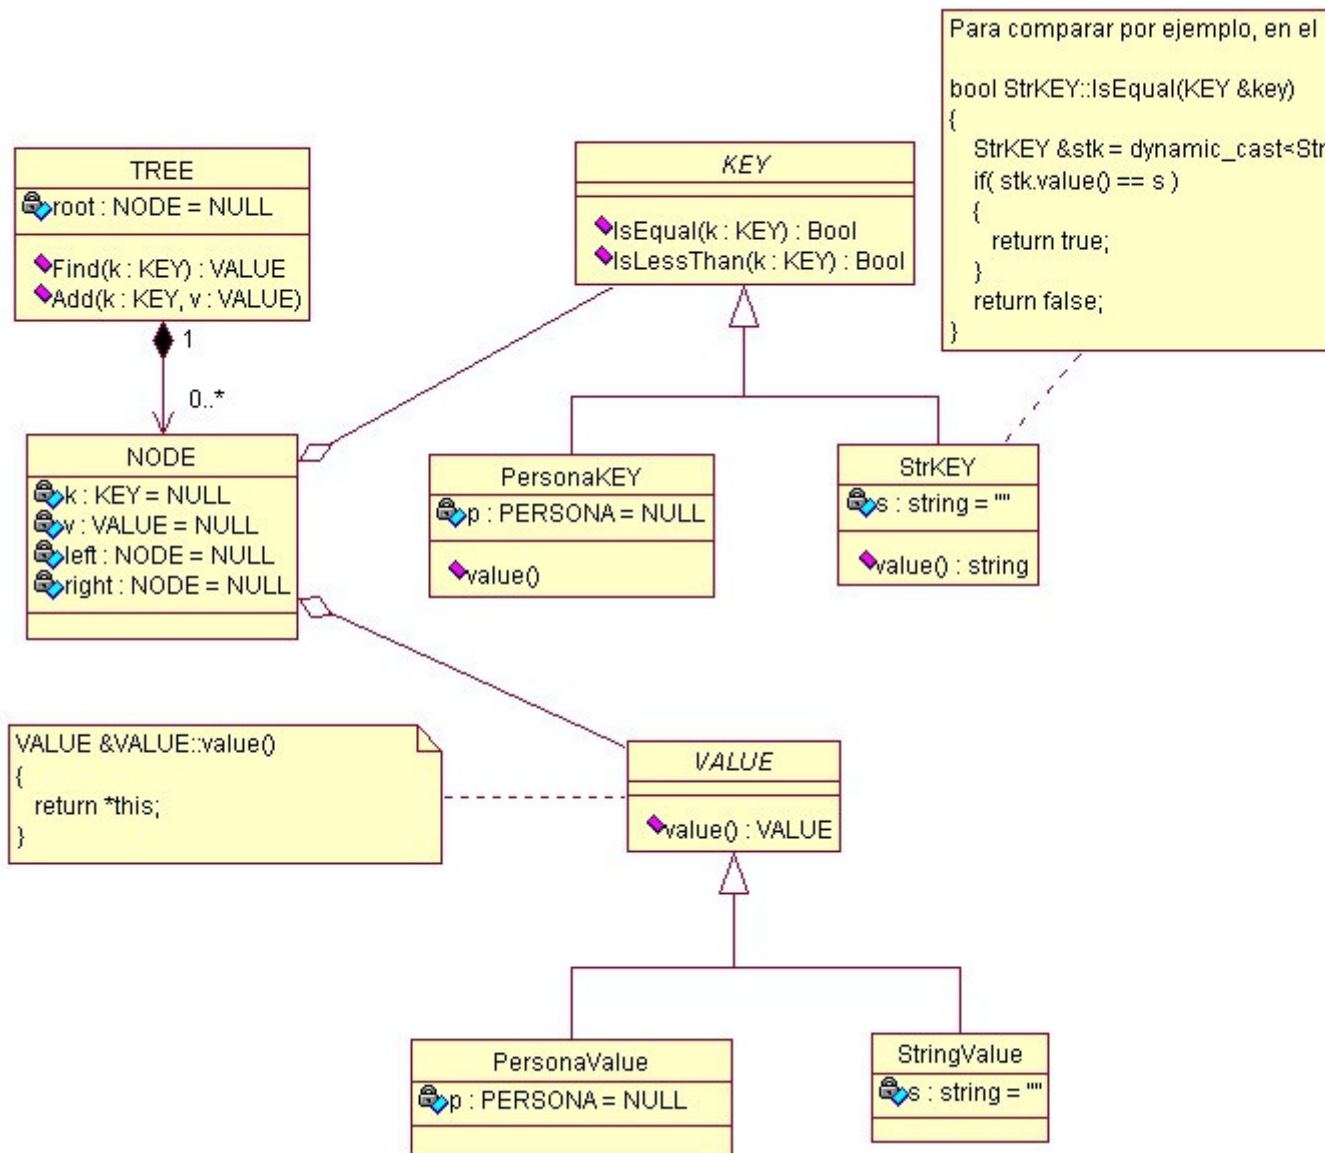 Para comparar por ejemplo, en el
bool StrKEY::IsEqual(KEY &key)
{
StrKEY &stk = dynamic_cast<Str
if( stk.value() == s )
{
return true;
}
return false;
}
TREE
root : NODE = NULL
Find(k : KEY) : VALUE
Add(k : KEY, v : VALUE)
KEY
IsEqual(k : KEY) : Bool
IsLessThan(k : KEY) : Bool
1
0..*
NODE
k : KEY = NULL
v : VALUE = NULL
left : NODE = NULL
right : NODE = NULL
PersonaKEY
p : PERSONA = NULL
value()
StrKEY
s : string = ""
value() : string
VALUE &VALUE::value()
{
return *this;
}
VALUE
value() : VALUE
PersonaValue
p : PERSONA = NULL
StringValue
s : string = ""